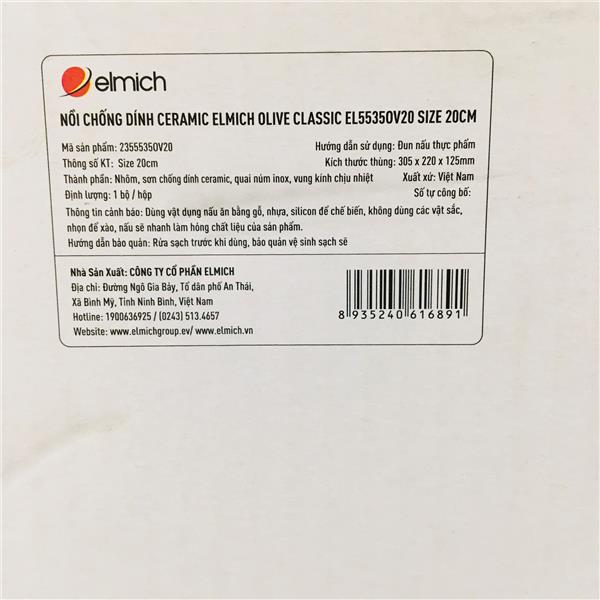 elmich
NỒI CHỐNG DÍNH CERAMIC ELMICH OLIVE CLASSIC EL5535OV20 SIZE 20CM
Mã sản phẩm: 2355535OV20 Hướng dẫn sử dụng: Đun nấu thực phẩm
Thông số KT: Size 20cm Kích thước thùng: 305 x 220 x 125mm
Thành phần: Nhôm, sơn chống dính ceramic, quai núm inox, vung kính chịu nhiệt Xuất xứ: Việt Nam
Định lượng: 1 bộ / hộp Số tự công bố:
Thông tin cảnh báo: Dùng vật dụng nấu ăn bằng gỗ, nhựa, silicon để chế biến, không dùng các vật sắc,
nhọn để xào, nấu sẽ nhanh làm hỏng chất liệu của sản phẩm.
Hướng dẫn bảo quản: Rửa sạch trước khi dùng, bảo quản vệ sinh sạch sẽ
Nhà Sản Xuất: CÔNG TY CỔ PHẦN ELMICH
Địa chỉ: Đường Ngô Gia Bảy, Tổ dân phố An Thái,
Xã Bình Mỹ, Tỉnh Ninh Bình, Việt Nam
Hotline: 1900636925 / (0243) 513.4657
Website: www.elmichgroup.ev/ www.elmich.vn
8 935240 616891